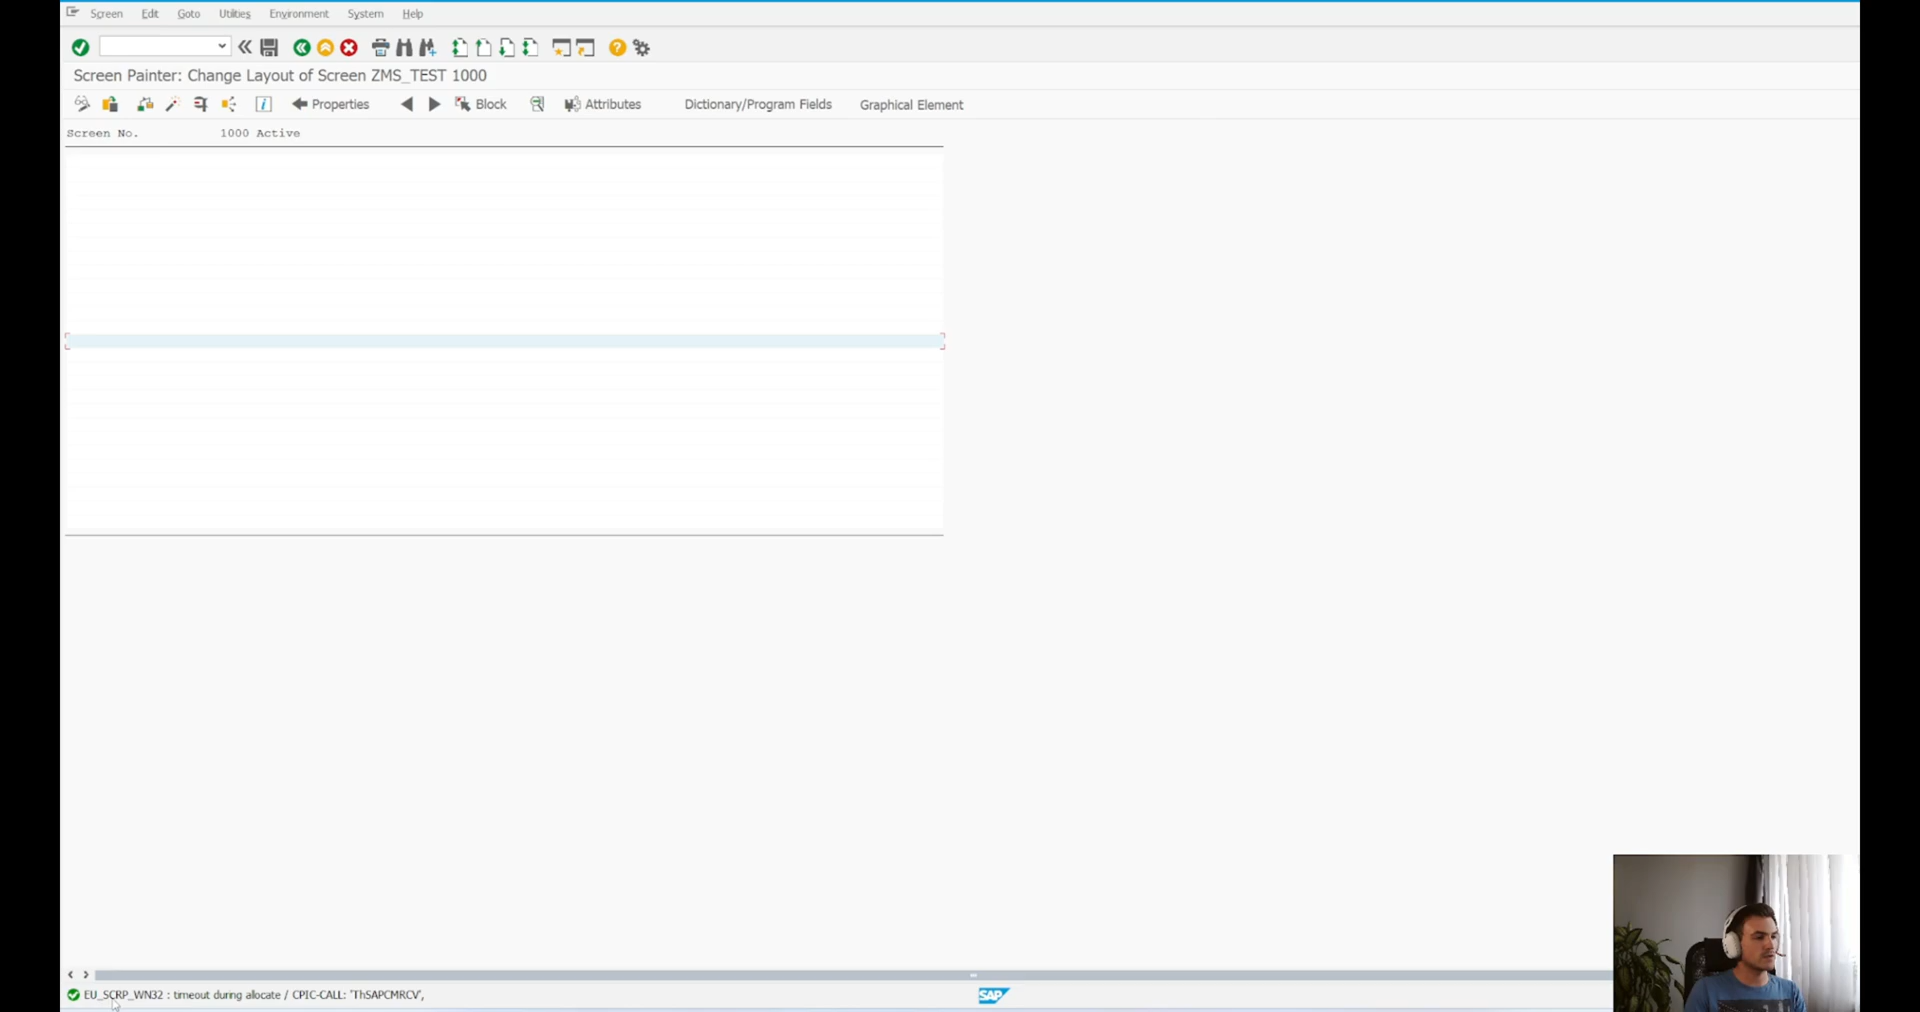 Screen Edit Goto Utilities Environment System Help
Screen Painter: Change Layout of Screen ZMS_TEST 1000
Properties Block Attributes Dictionary/Program Fields Graphical Element
Screen No. 1000 Active
EU_SCRP_WN32 : timeout during allocate / CPIC-CALL: 'ThSAPCMRCV',
SAP